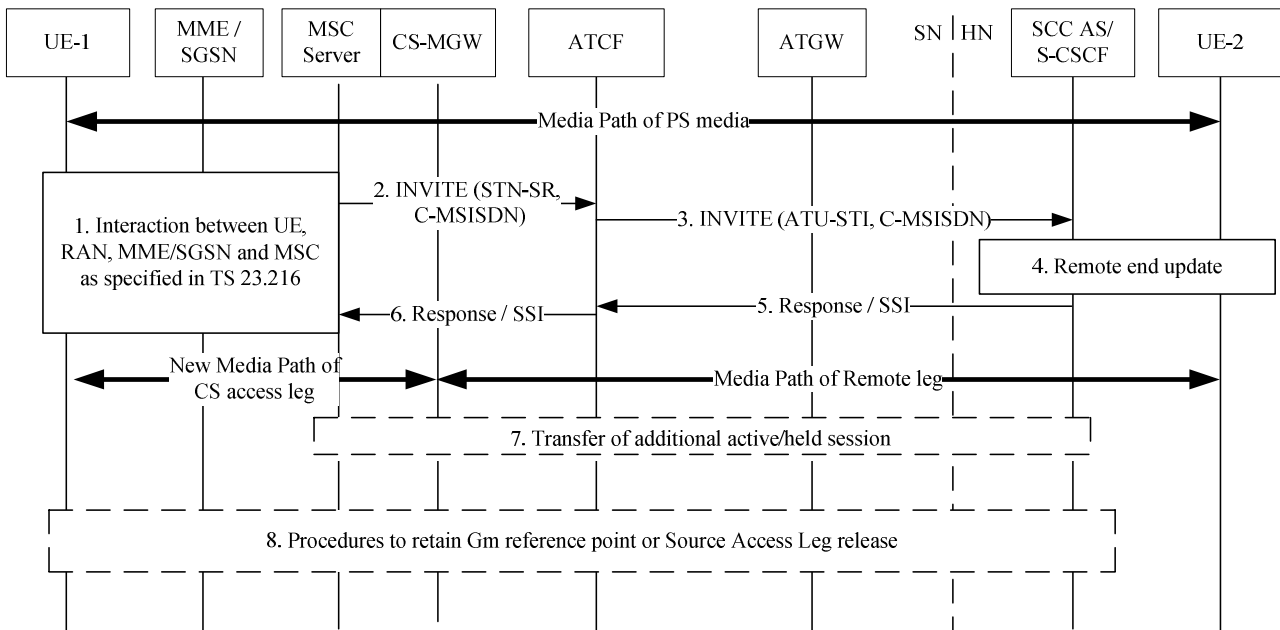 UE-1
MME /
SGSN
MSC
Server
CS-MGW
ATCF
ATGW
SN
HN
SCC AS/
S-CSCF
UE-2
Media Path of PS media
1. Interaction between UE,
RAN, MME/SGSN and MSC
as specified in TS 23.216
2. INVITE (STN-SR,
C-MSISDN)
3. INVITE (ATU-STI, C-MSISDN)
4. Remote end update
5. Response / SSI
6. Response / SSI
New Media Path of
CS access leg
Media Path of Remote leg
7. Transfer of additional active/held session
8. Procedures to retain Gm reference point or Source Access Leg release